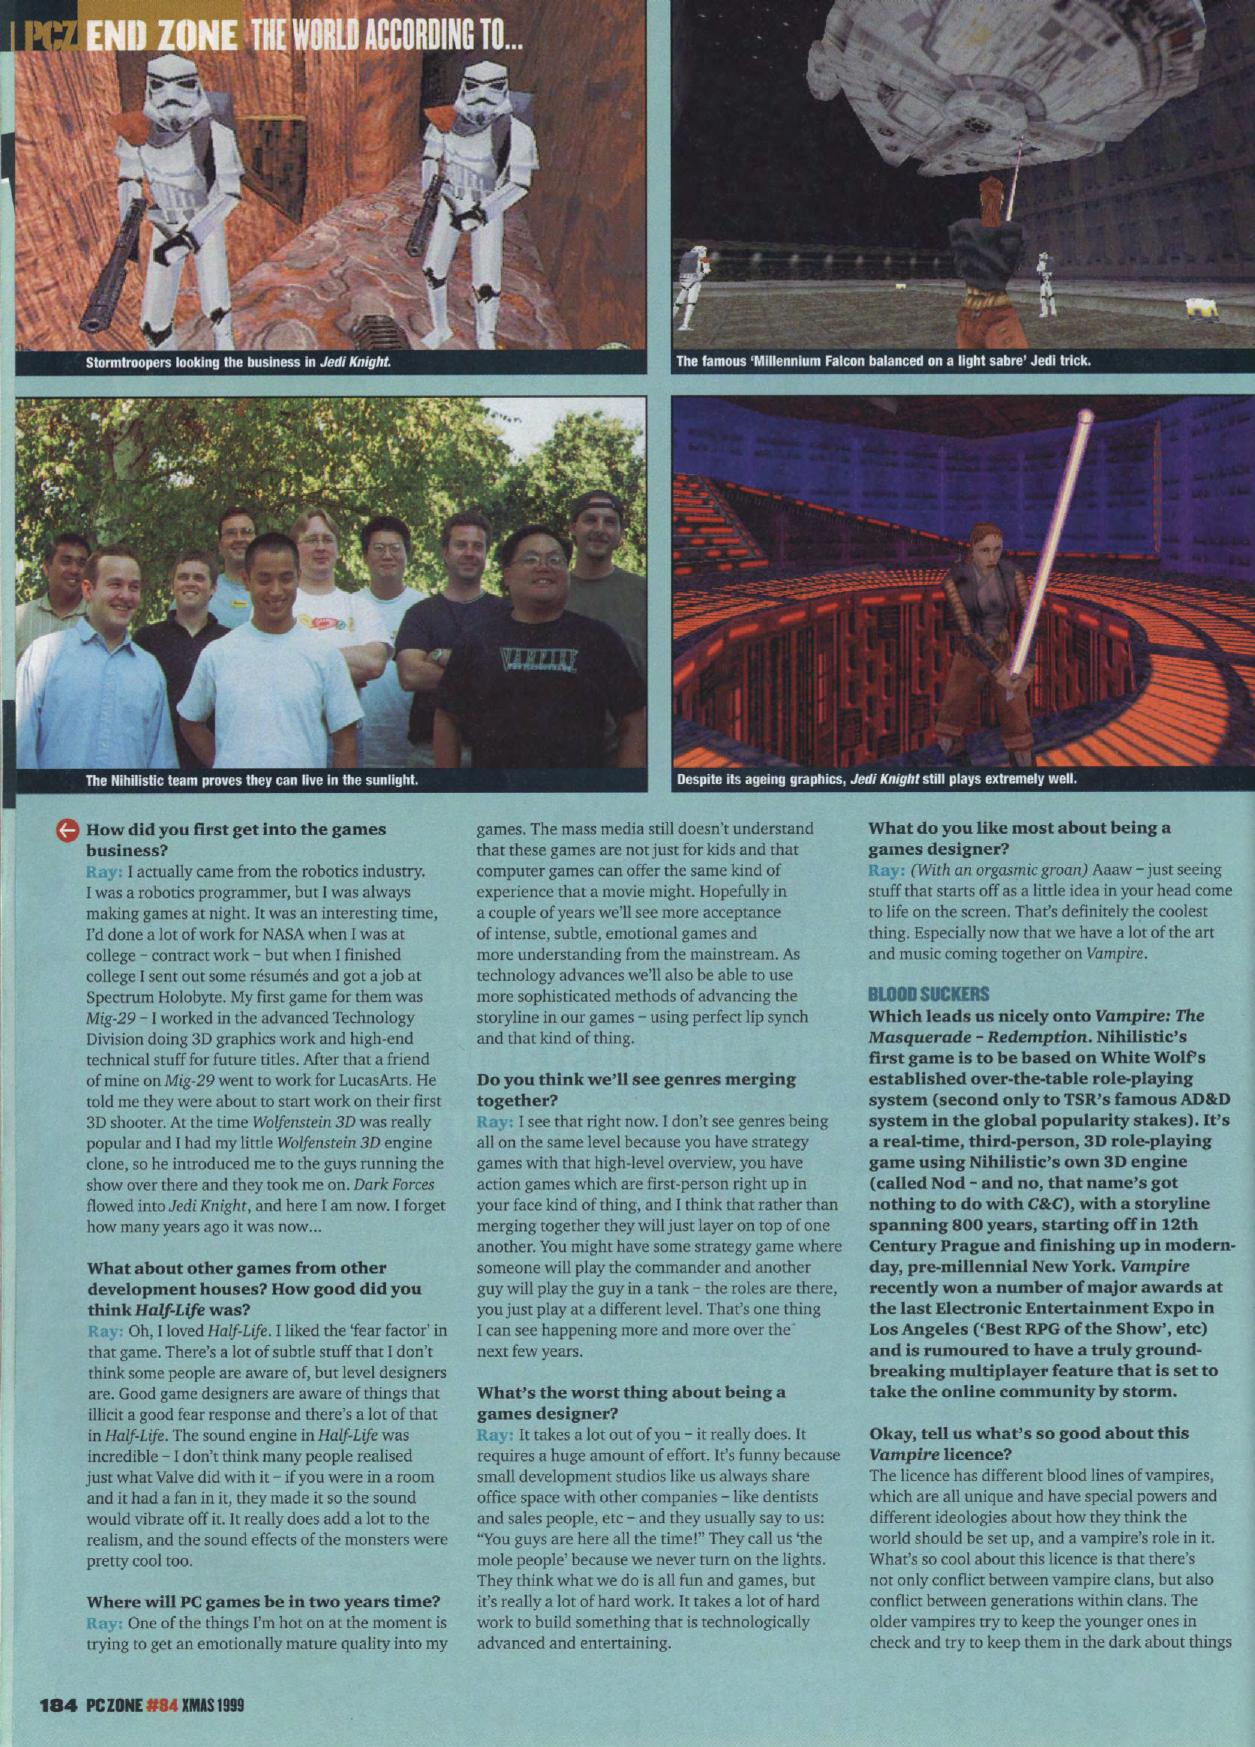 PCZ END ZONE THE WORLD ACCORDING TO...
Stormtroopers looking the business in Jedi Knight.
The famous ‘Millennium Falcon balanced on a light sabre’ Jedi trick.
VAMPIRE
The Nihilistic team proves they can live in the sunlight.
Despite its ageing graphics, Jedi Knight still plays extremely well.
How did you first get into the games
business?
Ray: I actually came from the robotics industry.
I was a robotics programmer, but I was always
making games at night. It was an interesting time,
I’d done a lot of work for NASA when I was at
college – contract work – but when I finished
college I sent out some résumés and got a job at
Spectrum Holobyte. My first game for them was
Mig-29 – I worked in the advanced Technology
Division doing 3D graphics work and high-end
technical stuff for future titles. After that a friend
of mine on Mig-29 went to work for LucasArts. He
told me they were about to start work on their first
3D shooter. At the time Wolfenstein 3D was really
popular and I had my little Wolfenstein 3D engine
clone, so he introduced me to the guys running the
show over there and they took me on. Dark Forces
flowed into Jedi Knight, and here I am now. I forget
how many years ago it was now...
What about other games from other
development houses? How good did you
think Half-Life was?
Ray: Oh, I loved Half-Life. I liked the ‘fear factor’ in
that game. There’s a lot of subtle stuff that I don’t
think some people are aware of, but level designers
are. Good game designers are aware of things that
illicit a good fear response and there’s a lot of that
in Half-Life. The sound engine in Half-Life was
incredible – I don’t think many people realised
just what Valve did with it – if you were in a room
and it had a fan in it, they made it so the sound
would vibrate off it. It really does add a lot to the
realism, and the sound effects of the monsters were
pretty cool too.
Where will PC games be in two years time?
Ray: One of the things I’m hot on at the moment is
trying to get an emotionally mature quality into my
games. The mass media still doesn’t understand
that these games are not just for kids and that
computer games can offer the same kind of
experience that a movie might. Hopefully in
a couple of years we’ll see more acceptance
of intense, subtle, emotional games and
more understanding from the mainstream. As
technology advances we’ll also be able to use
more sophisticated methods of advancing the
storyline in our games – using perfect lip synch
and that kind of thing.
Do you think we’ll see genres merging
together?
Ray: I see that right now. I don’t see genres being
all on the same level because you have strategy
games with that high-level overview, you have
action games which are first-person right up in
your face kind of thing, and I think that rather than
merging together they will just layer on top of one
another. You might have some strategy game where
someone will play the commander and another
guy will play the guy in a tank – the roles are there,
you just play at a different level. That’s one thing
I can see happening more and more over the
next few years.
What’s the worst thing about being a
games designer?
Ray: It takes a lot out of you – it really does. It
requires a huge amount of effort. It’s funny because
small development studios like us always share
office space with other companies – like dentists
and sales people, etc – and they usually say to us:
“You guys are here all the time!” They call us ‘the
mole people’ because we never turn on the lights.
They think what we do is all fun and games, but
it’s really a lot of hard work. It takes a lot of hard
work to build something that is technologically
advanced and entertaining.
What do you like most about being a
games designer?
Ray: (With an orgasmic groan) Aaaw – just seeing
stuff that starts off as a little idea in your head come
to life on the screen. That’s definitely the coolest
thing. Especially now that we have a lot of the art
and music coming together on Vampire.
BLOOD SUCKERS
Which leads us nicely onto Vampire: The
Masquerade – Redemption. Nihilistic’s
first game is to be based on White Wolf’s
established over-the-table role-playing
system (second only to TSR’s famous AD&D
system in the global popularity stakes). It’s
a real-time, third-person, 3D role-playing
game using Nihilistic’s own 3D engine
(called Nod – and no, that name’s got
nothing to do with C&C), with a storyline
spanning 800 years, starting off in 12th
Century Prague and finishing up in modern-
day, pre-millennial New York. Vampire
recently won a number of major awards at
the last Electronic Entertainment Expo in
Los Angeles (‘Best RPG of the Show’, etc)
and is rumoured to have a truly ground-
breaking multiplayer feature that is set to
take the online community by storm.
Okay, tell us what’s so good about this
Vampire licence?
The licence has different blood lines of vampires,
which are all unique and have special powers and
different ideologies about how they think the
world should be set up, and a vampire’s role in it.
What’s so cool about this licence is that there’s
not only conflict between vampire clans, but also
conflict between generations within clans. The
older vampires try to keep the younger ones in
check and try to keep them in the dark about things
184 PCZONE #84 XMAS 1999